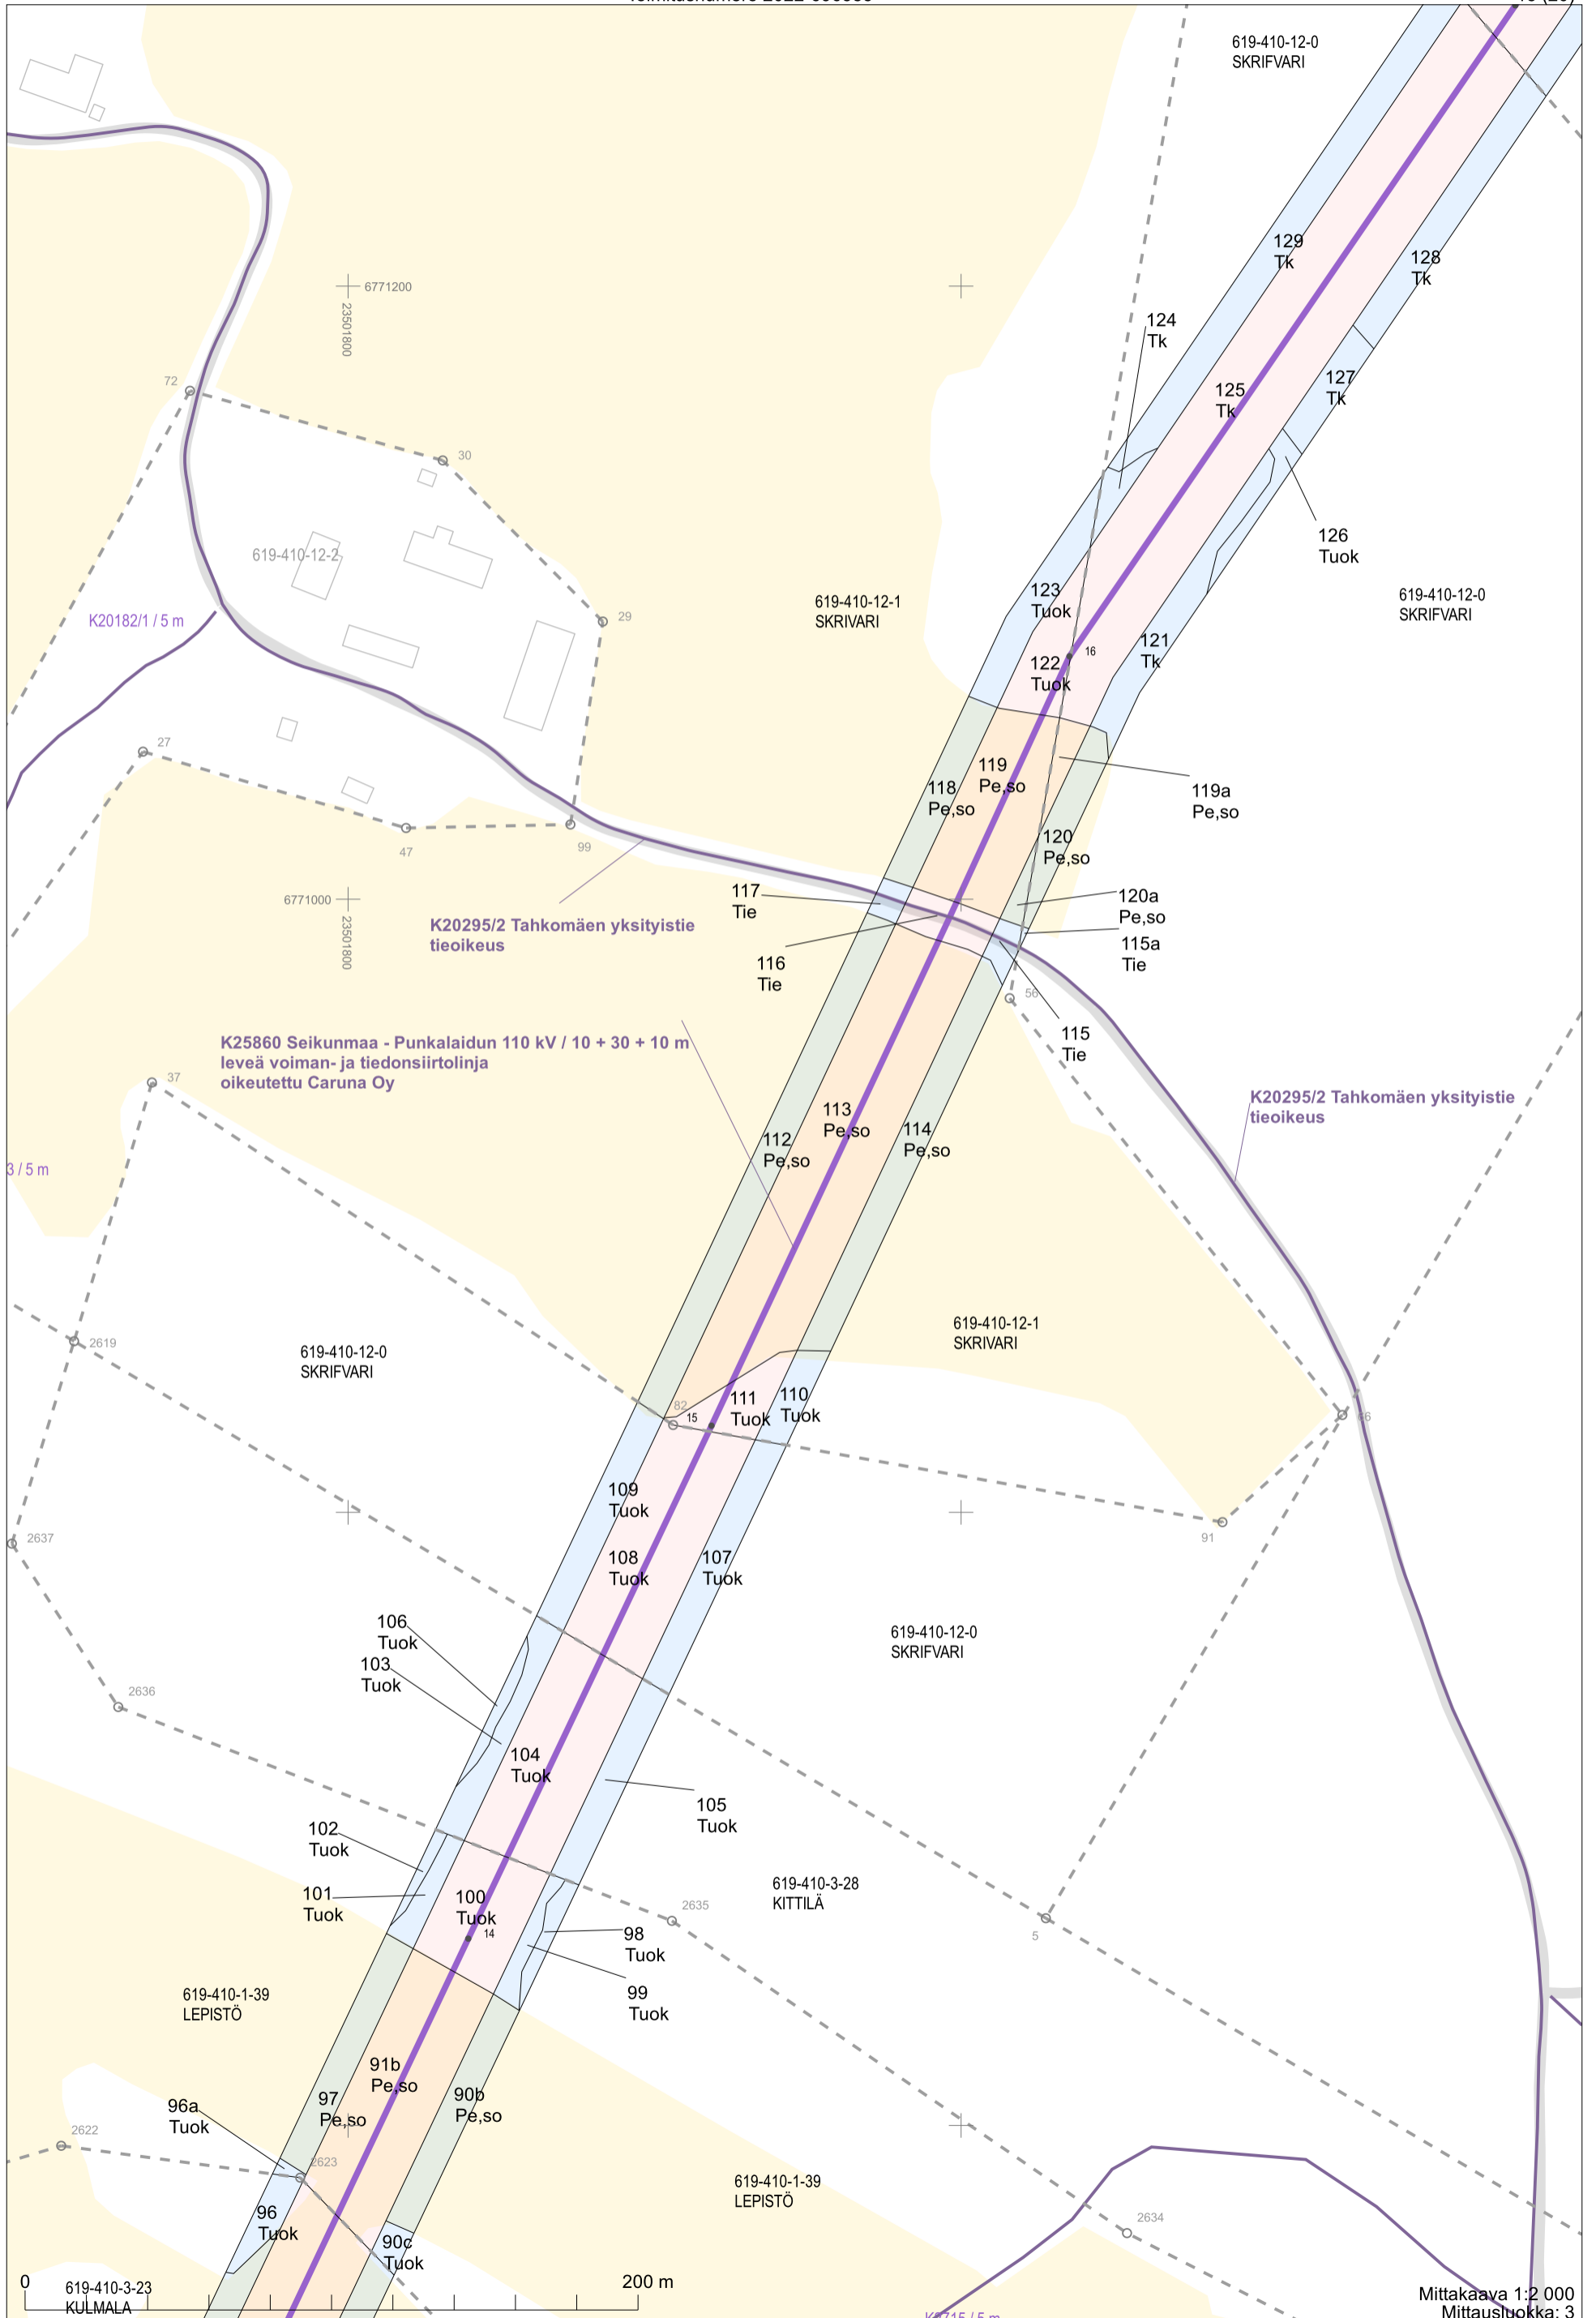 619-410-12-0
SKRIFVARI
129
Tk
128
Tk
6771200
23501800
124
Tk
72
127
Tk
125
Tk
30
126
Tuok
619-410-12-2
K20182/1 / 5 m
29
619-410-12-1
SKRIVARI
123
Tuok
619-410-12-0
SKRIFVARI
121
Tk
16
122
Tuok
27
119
Pe,so
118
Pe,so
119a
Pe,so
47
99
120
Pe,so
117
Tie
120a
Pe,so
6771000
23501800
K20295/2 Tahkomäen yksityistie
tieoikeus
115a
Tie
116
Tie
56
115
Tie
K25860 Seikunmaa - Punkalaidun 110 kV / 10 + 30 + 10 m
leveä voiman- ja tiedonsiirtolinja
oikeutettu Caruna Oy
37
K20295/2 Tahkomäen yksityistie
tieoikeus
113
Pe,so
114
Pe,so
112
Pe,so
3 / 5 m
619-410-12-1
SKRIVARI
2619
619-410-12-0
SKRIFVARI
111
Tuok
110
Tuok
82
15
109
Tuok
2637
91
108
Tuok
107
Tuok
106
Tuok
619-410-12-0
SKRIFVARI
103
Tuok
2636
104
Tuok
105
Tuok
102
Tuok
619-410-3-28
KITTILÄ
101
Tuok
100
Tuok
14
2635
98
Tuok
5
99
Tuok
619-410-1-39
LEPISTÖ
91b
Pe,so
97
Pe,so
90b
Pe,so
96a
Tuok
2622
2623
619-410-1-39
LEPISTÖ
96
Tuok
2634
90c
Tuok
0
200 m
619-410-3-23
KULMALA
Mittakaava 1:2 000
Mittausluokka: 3